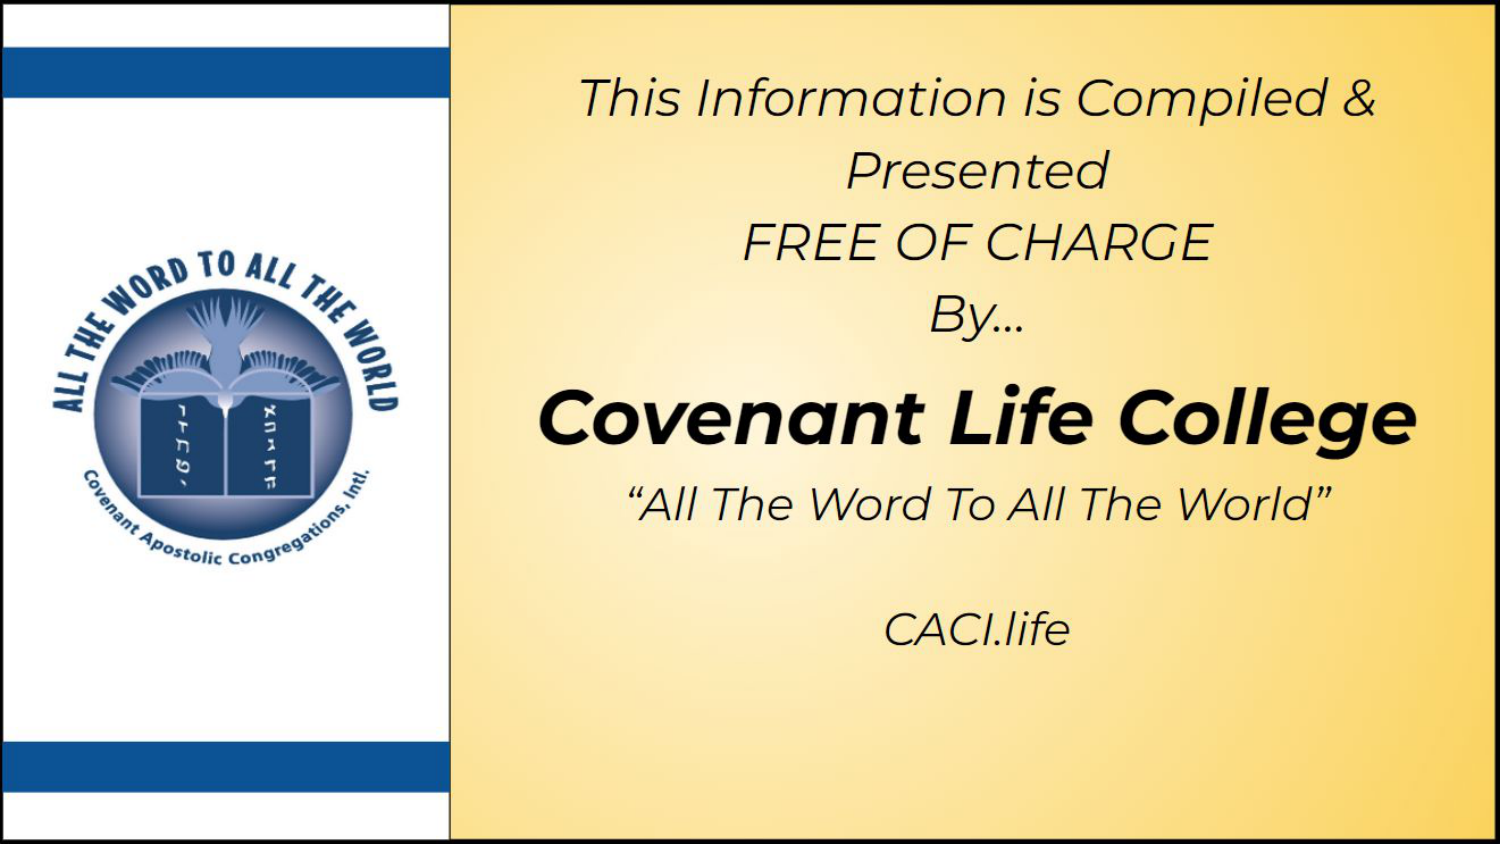 ALL THE WORD TO ALL THE WORLD
Covenant Apostolic Congregations, Intl.
This Information is Compiled &
Presented
FREE OF CHARGE
By...
Covenant Life College
“All The Word To All The World”
CACI.life